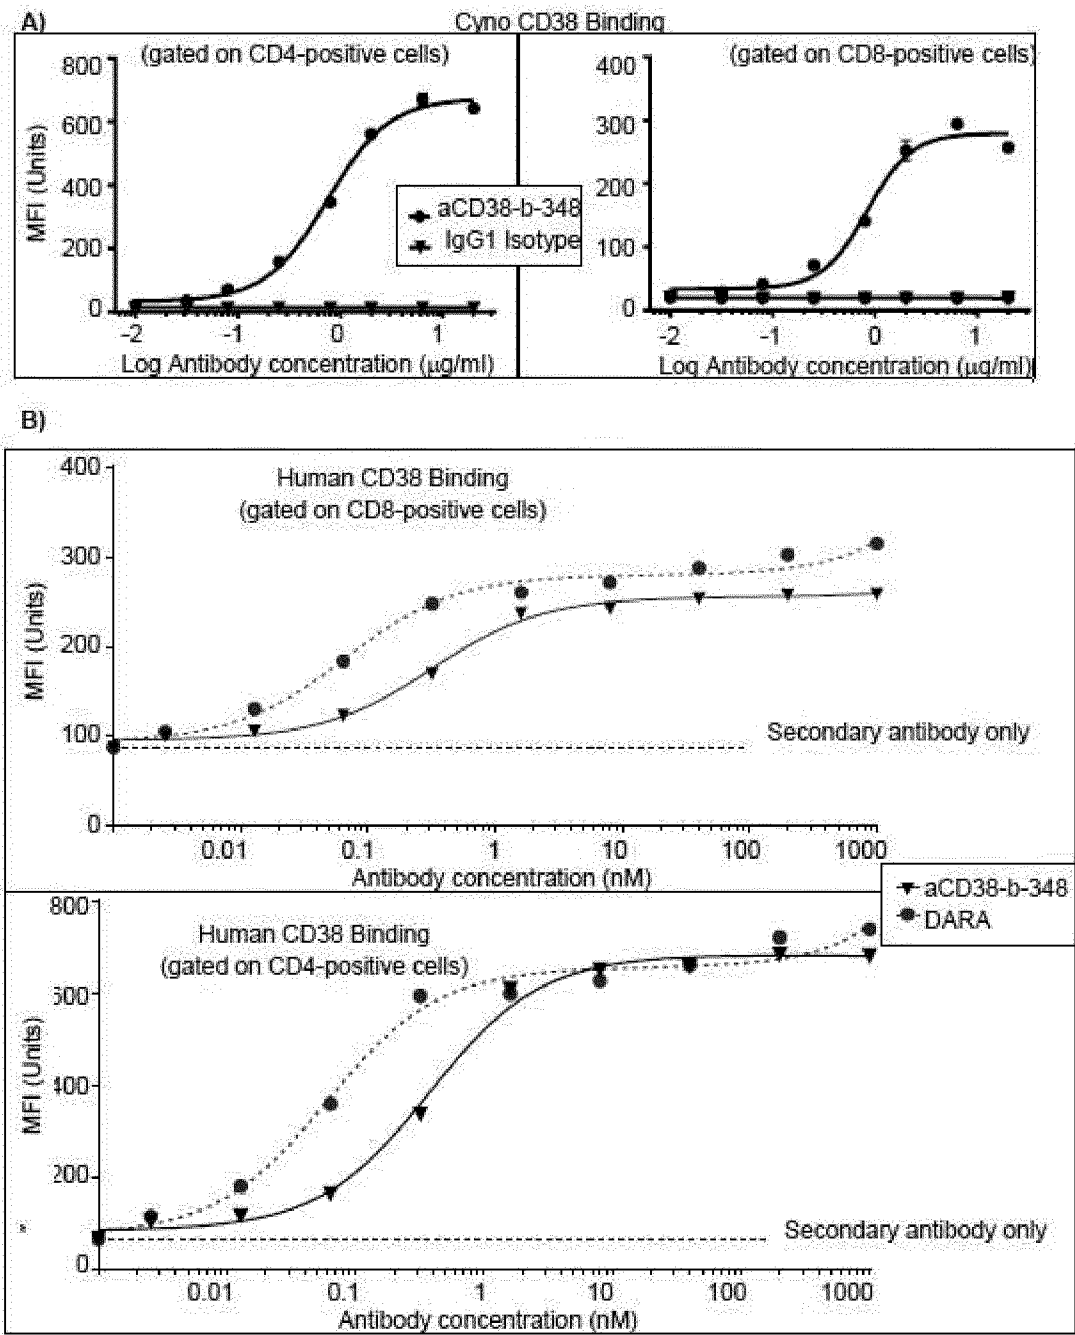 A)
Cyno CD38 Binding
(gated on CD4-positive cells)
800
600
400
200
0
MFI (Units)
-2 -1 0 1
Log Antibody concentration (µg/ml)
aCD38-b-348
IgG1 Isotype
(gated on CD8-positive cells)
400
300
200
100
0
-2 -1 0 1
Log Antibody concentration (µg/ml)
B)
Human CD38 Binding
(gated on CD8-positive cells)
400
300
200
100
0
MFI (Units)
Secondary antibody only
0.01 0.1 1 10 100 1000
Antibody concentration (nM)
aCD38-b-348
DARA
Human CD38 Binding
(gated on CD4-positive cells)
800
600
400
200
0
MFI (Units)
Secondary antibody only
0.01 0.1 1 10 100 1000
Antibody concentration (nM)